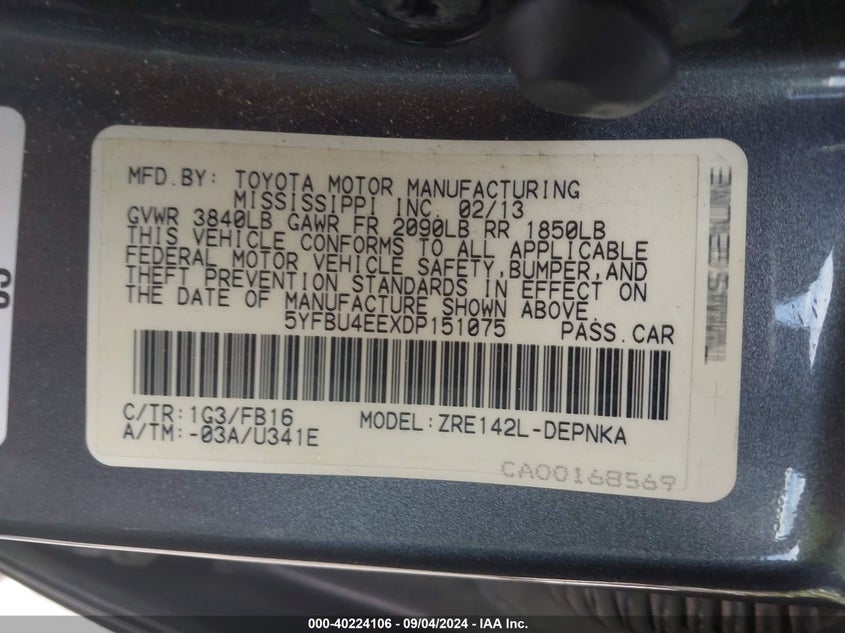 MFD.BY: TOYOTA MOTOR MANUFACTURING
MISSISSIPPI INC. 02/13
GVWR 3840LB GAWR FR 2090LB RR 1850LB
THIS VEHICLE CONFORMS TO ALL APPLICABLE
FEDERAL MOTOR VEHICLE SAFETY,BUMPER,AND
THEFT PREVENTION STANDARDS IN EFFECT ON
THE DATE OF MANUFACTURE SHOWN ABOVE.
5YFBU4EEXDP151075 PASS.CAR
C/TR:1G3/FB16 MODEL:ZRE142L-DEPNKA
A/TM:-03A/U341E
CA00168569
000-40224106 - 09/04/2024 - IAA Inc.